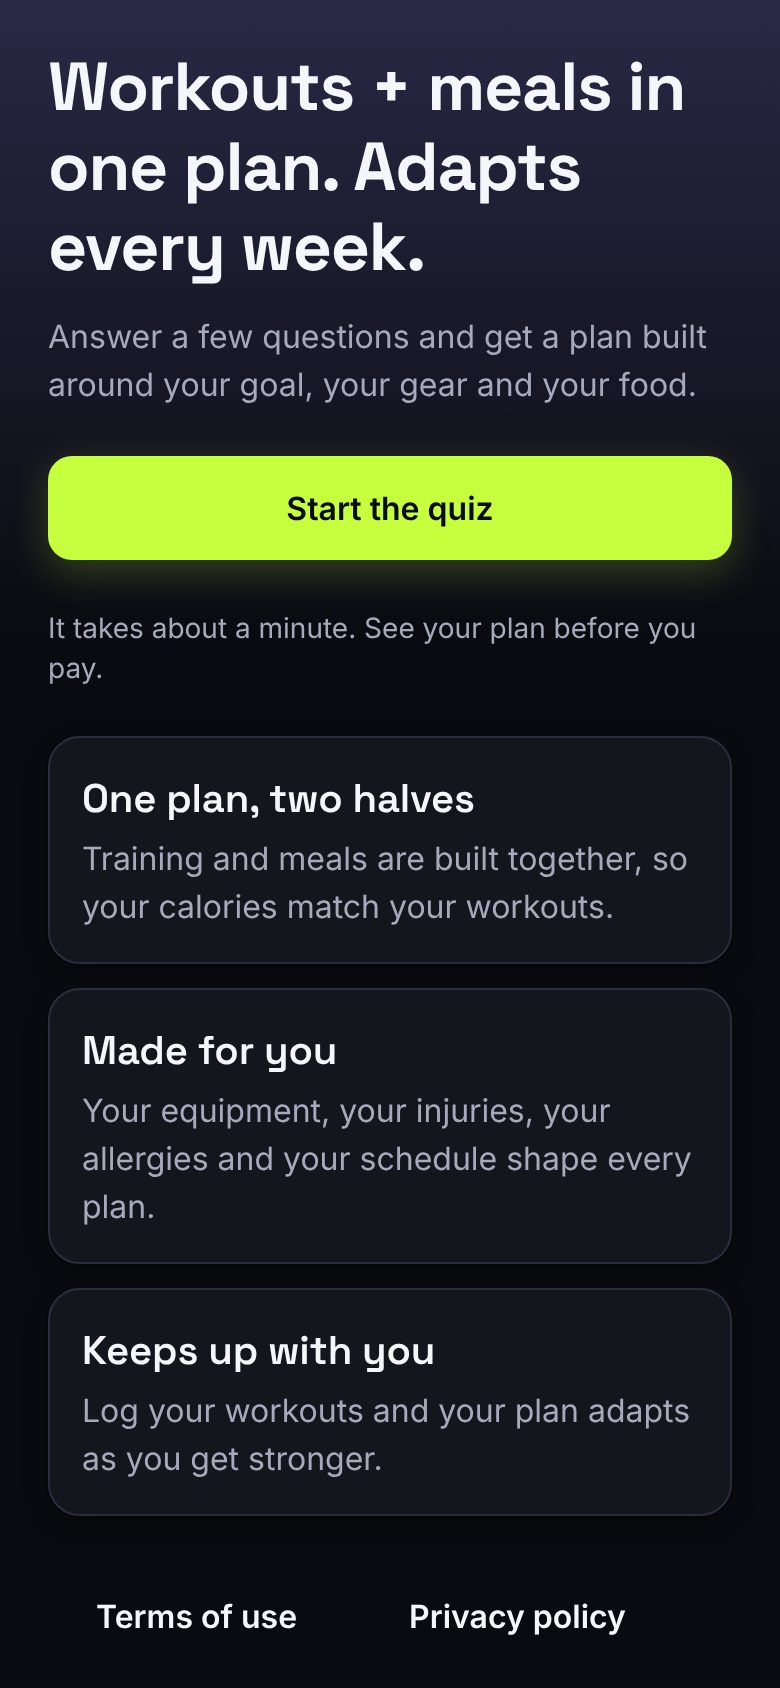 Workouts + meals in
one plan. Adapts
every week.
Answer a few questions and get a plan built
around your goal, your gear and your food.
Start the quiz
It takes about a minute. See your plan before you
pay.
One plan, two halves
Training and meals are built together, so
your calories match your workouts.
Made for you
Your equipment, your injuries, your
allergies and your schedule shape every
plan.
Keeps up with you
Log your workouts and your plan adapts
as you get stronger.
Terms of use
Privacy policy